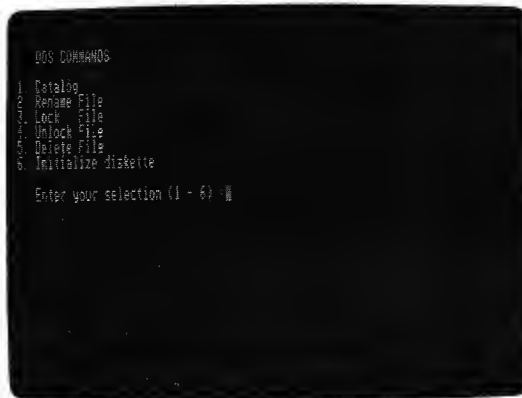 DOS COMMANDS
1. Catalog
2. Rename File
3. Lock File
4. Unlock File
5. Delete File
6. Initialize diskette
Enter your selection (1 - 6) :